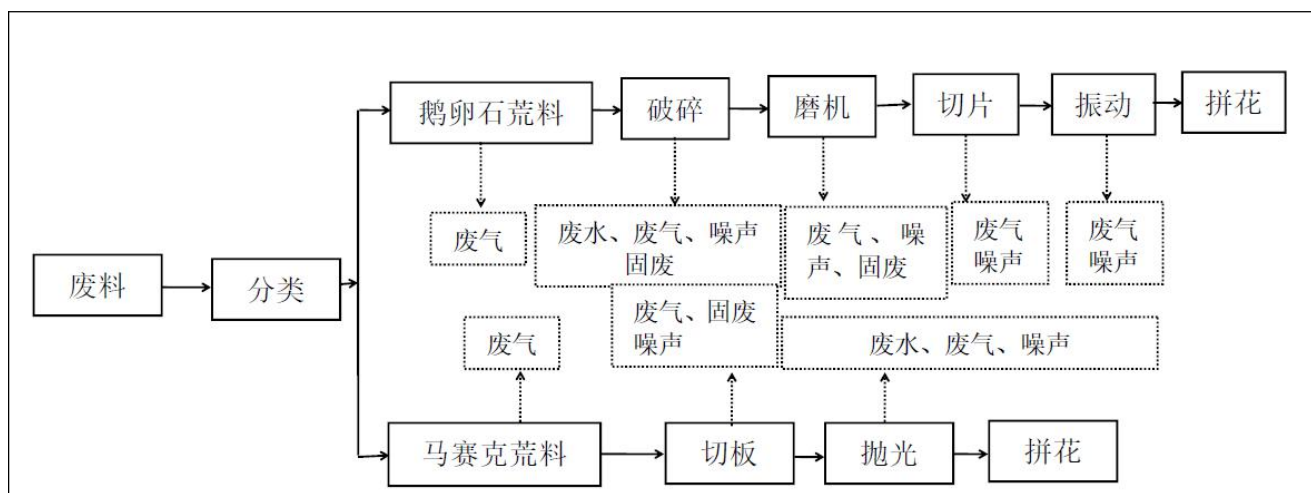 鹅卵石荒料
破碎
磨机
切片
振动
拼花
废气
废水、废气、噪声
固废
废气、噪
声、固废
废气
噪声
废气
噪声
废料
分类
废气
废气、固废
噪声
废水、废气、噪声
马赛克荒料
切板
抛光
拼花